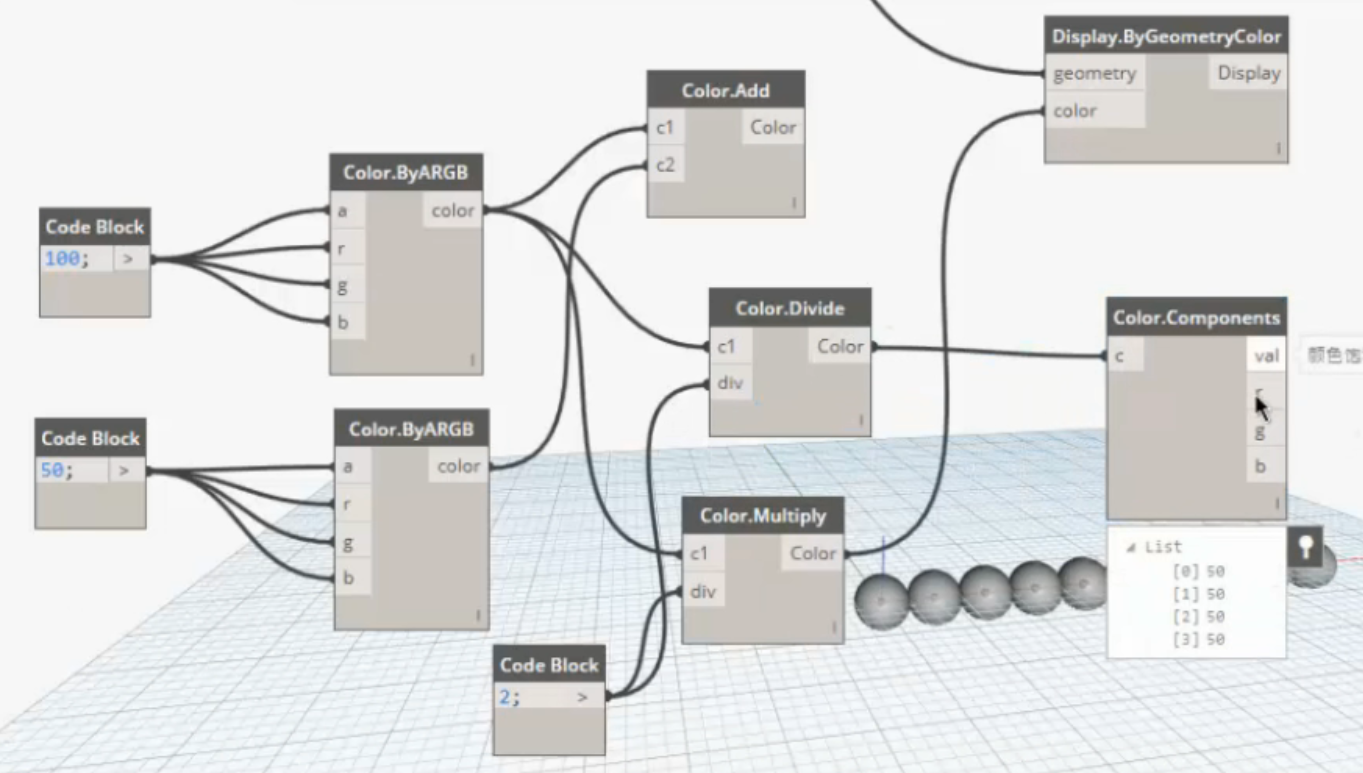 Display.ByGeometryColor
geometry
Display
color
Color.Add
c1
Color
c2
Color.ByARGB
a
color
r
g
b
Code Block
100;
>
Color.Divide
c1
Color
div
Color.Components
c
val
r
g
b
颜色饱
Code Block
50;
>
Color.ByARGB
a
color
r
g
b
Color.Multiply
c1
Color
div
List
[0] 50
[1] 50
[2] 50
[3] 50
Code Block
2;
>